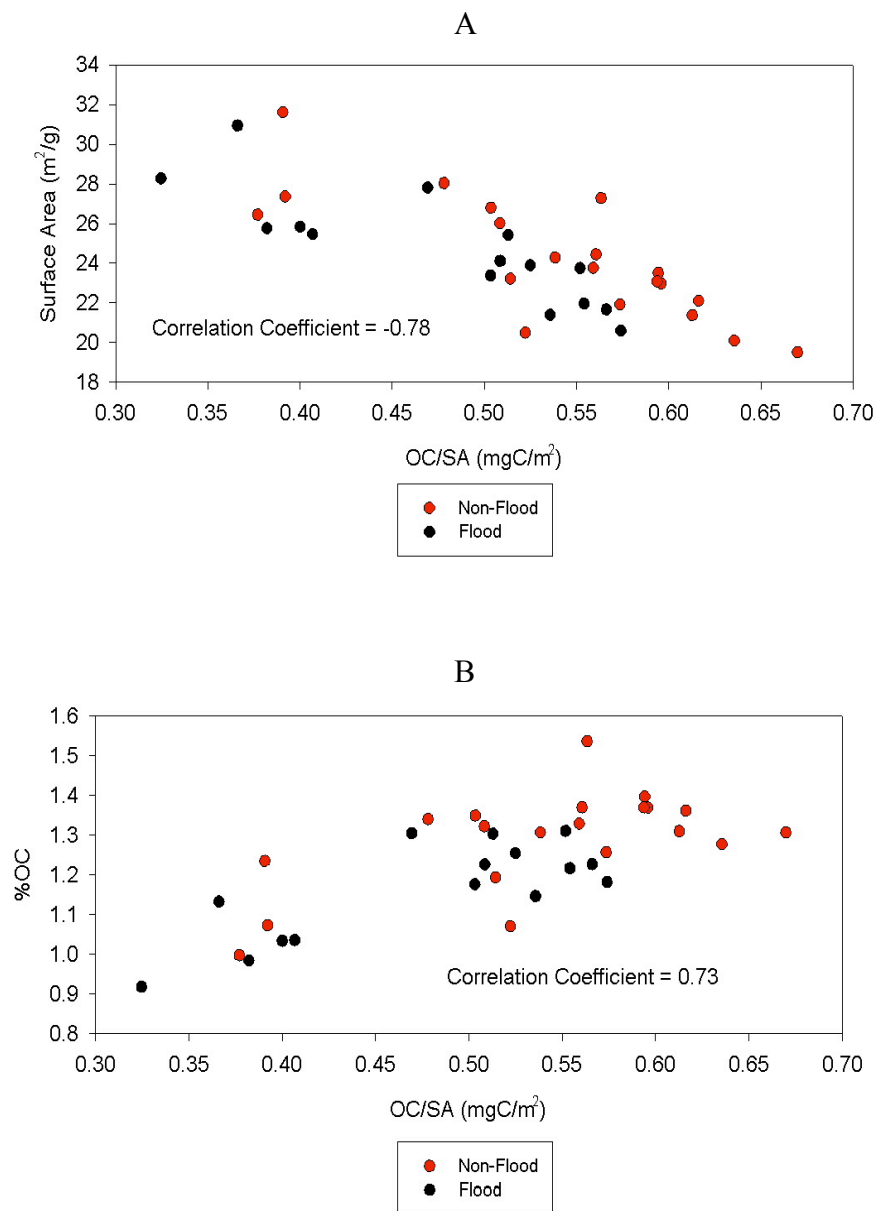 A
34
32
30
28
26
24
22
20
18
Surface Area (m²/g)
Correlation Coefficient = -0.78
0.30 0.35 0.40 0.45 0.50 0.55 0.60 0.65 0.70
OC/SA (mgC/m²)
Non-Flood
Flood
B
1.6
1.5
1.4
1.3
1.2
1.1
1.0
0.9
0.8
%OC
Correlation Coefficient = 0.73
0.30 0.35 0.40 0.45 0.50 0.55 0.60 0.65 0.70
OC/SA (mgC/m²)
Non-Flood
Flood